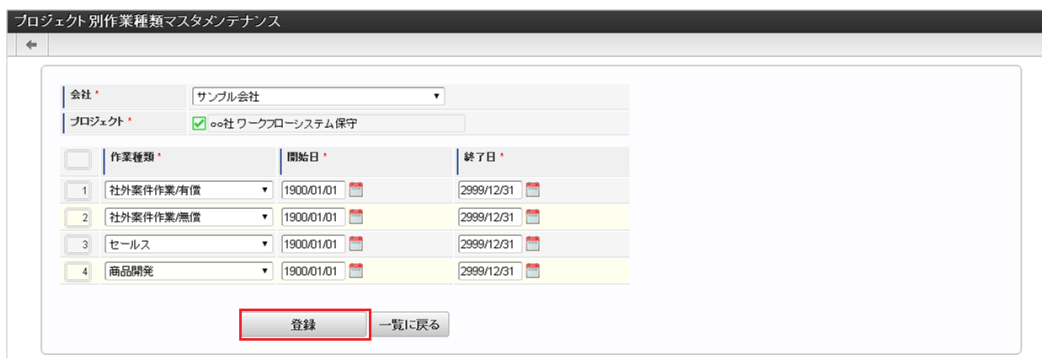 プロジェクト別作業種類マスタメンテナンス
会社 * サンプル会社
プロジェクト * ○○社 ワークフローシステム保守
作業種類 * 開始日 * 終了日 *
1 社外案件作業/有償 1900/01/01 2999/12/31
2 社外案件作業/無償 1900/01/01 2999/12/31
3 セールス 1900/01/01 2999/12/31
4 商品開発 1900/01/01 2999/12/31
登録 一覧に戻る